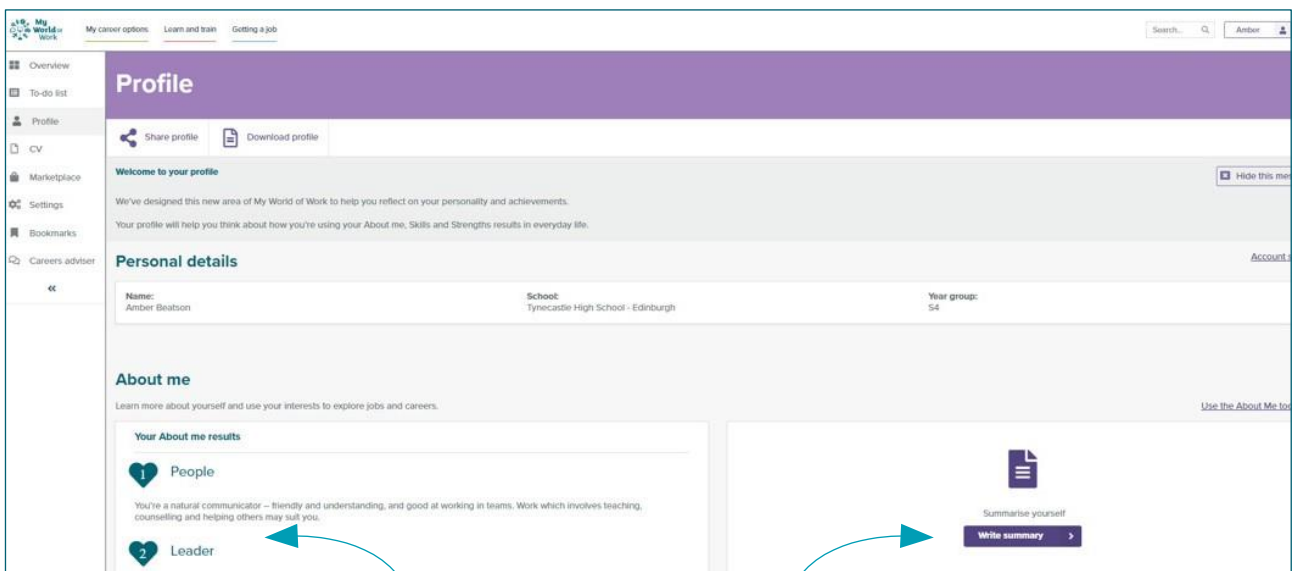 My
World of
Work
My career options
Learn and train
Getting a job
Search...
Amber
Overview
To-do list
Profile
CV
Marketplace
Settings
Bookmarks
Careers adviser
«
Profile
Share profile
Download profile
Welcome to your profile
Hide this mes
We've designed this new area of My World of Work to help you reflect on your personality and achievements.
Your profile will help you think about how you're using your About me, Skills and Strengths results in everyday life.
Personal details
Account s
Name:
Amber Beatson
School:
Tynecastle High School - Edinburgh
Year group:
S4
About me
Learn more about yourself and use your interests to explore jobs and careers.
Use the About Me too
Your About me results
1 People
You're a natural communicator – friendly and understanding, and good at working in teams. Work which involves teaching,
counselling and helping others may suit you.
2 Leader
Summarise yourself
Write summary >